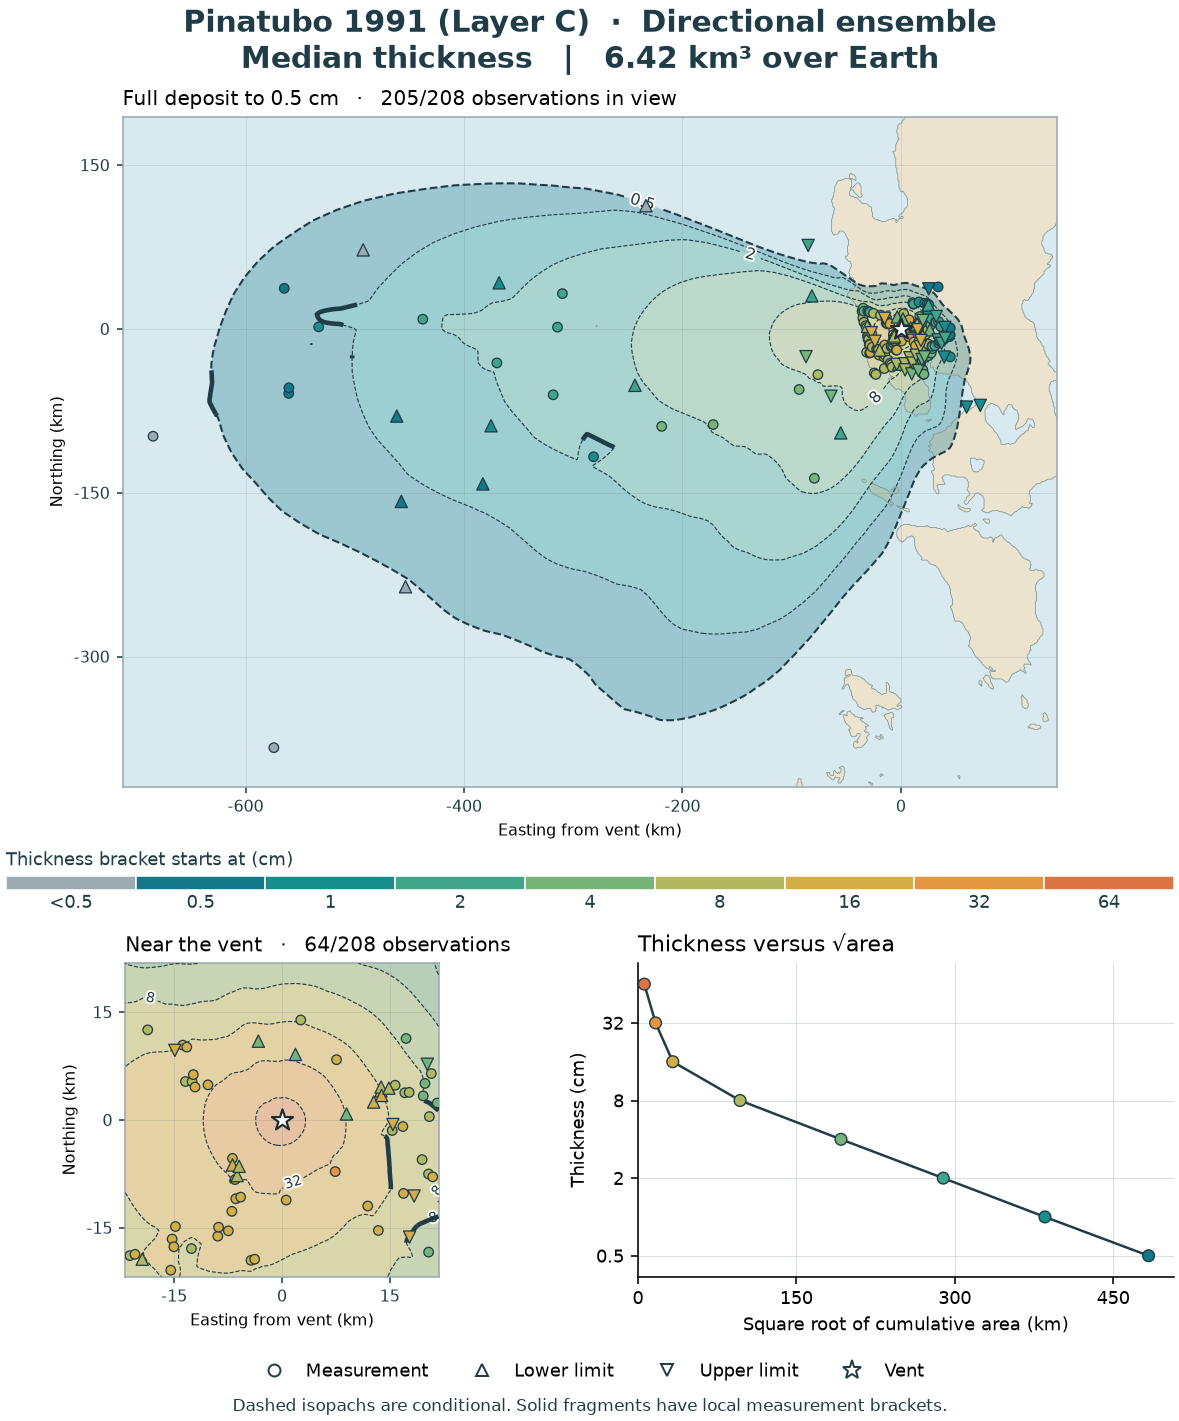 Pinatubo 1991 (Layer C)  ·  Directional ensemble
Median thickness   |   6.42 km³ over Earth
Full deposit to 0.5 cm   ·   205/208 observations in view
150
0
-150
-300
Northing (km)
0.5
2
8
-600
-400
-200
0
Easting from vent (km)
Thickness bracket starts at (cm)
<0.5
0.5
1
2
4
8
16
32
64
Near the vent   ·   64/208 observations
15
0
-15
Northing (km)
8
32
8
8
-15
0
15
Easting from vent (km)
Thickness versus √area
32
8
2
0.5
Thickness (cm)
0
150
300
450
Square root of cumulative area (km)
Measurement
Lower limit
Upper limit
Vent
Dashed isopachs are conditional. Solid fragments have local measurement brackets.